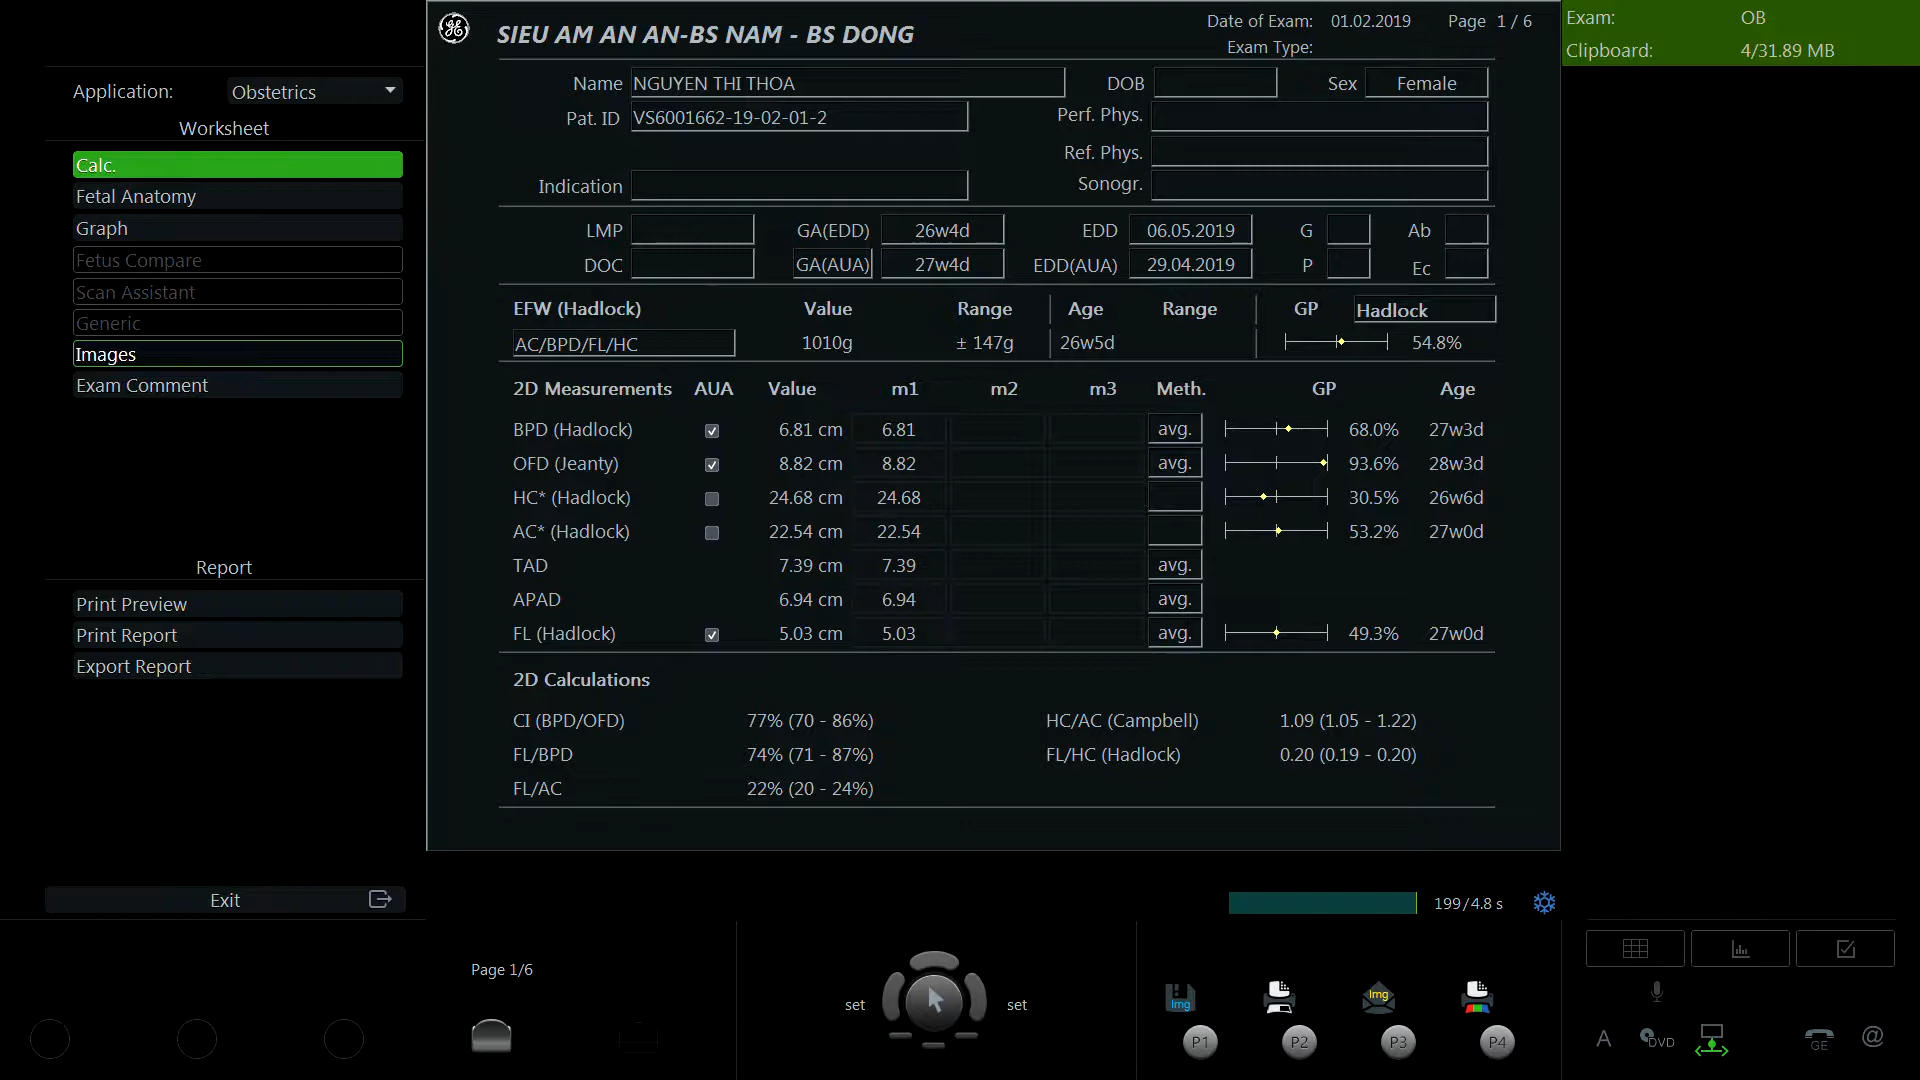 SIEU AM AN AN-BS NAM - BS DONG
Date of Exam: 01.02.2019 Page 1 / 6
Exam Type:
Exam: OB
Clipboard: 4/31.89 MB
Application: Obstetrics
Worksheet
Calc.
Fetal Anatomy
Graph
Fetus Compare
Scan Assistant
Generic
Images
Exam Comment
Report
Print Preview
Print Report
Export Report
Exit
Name NGUYEN THI THOA DOB Sex Female
Pat. ID VS6001662-19-02-01-2 Perf. Phys.
Ref. Phys.
Indication Sonogr.
LMP GA(EDD) 26w4d EDD 06.05.2019 G Ab
DOC GA(AUA) 27w4d EDD(AUA) 29.04.2019 P Ec
EFW (Hadlock) Value Range Age Range GP Hadlock
AC/BPD/FL/HC 1010g ± 147g 26w5d 54.8%
2D Measurements AUA Value m1 m2 m3 Meth. GP Age
BPD (Hadlock) 6.81 cm 6.81 avg. 68.0% 27w3d
OFD (Jeanty) 8.82 cm 8.82 avg. 93.6% 28w3d
HC* (Hadlock) 24.68 cm 24.68 30.5% 26w6d
AC* (Hadlock) 22.54 cm 22.54 53.2% 27w0d
TAD 7.39 cm 7.39 avg.
APAD 6.94 cm 6.94 avg.
FL (Hadlock) 5.03 cm 5.03 avg. 49.3% 27w0d
2D Calculations
CI (BPD/OFD) 77% (70 - 86%) HC/AC (Campbell) 1.09 (1.05 - 1.22)
FL/BPD 74% (71 - 87%) FL/HC (Hadlock) 0.20 (0.19 - 0.20)
FL/AC 22% (20 - 24%)
199/4.8 s
Page 1/6
set set
Img Img
P1 P2 P3 P4
A DVD GE @